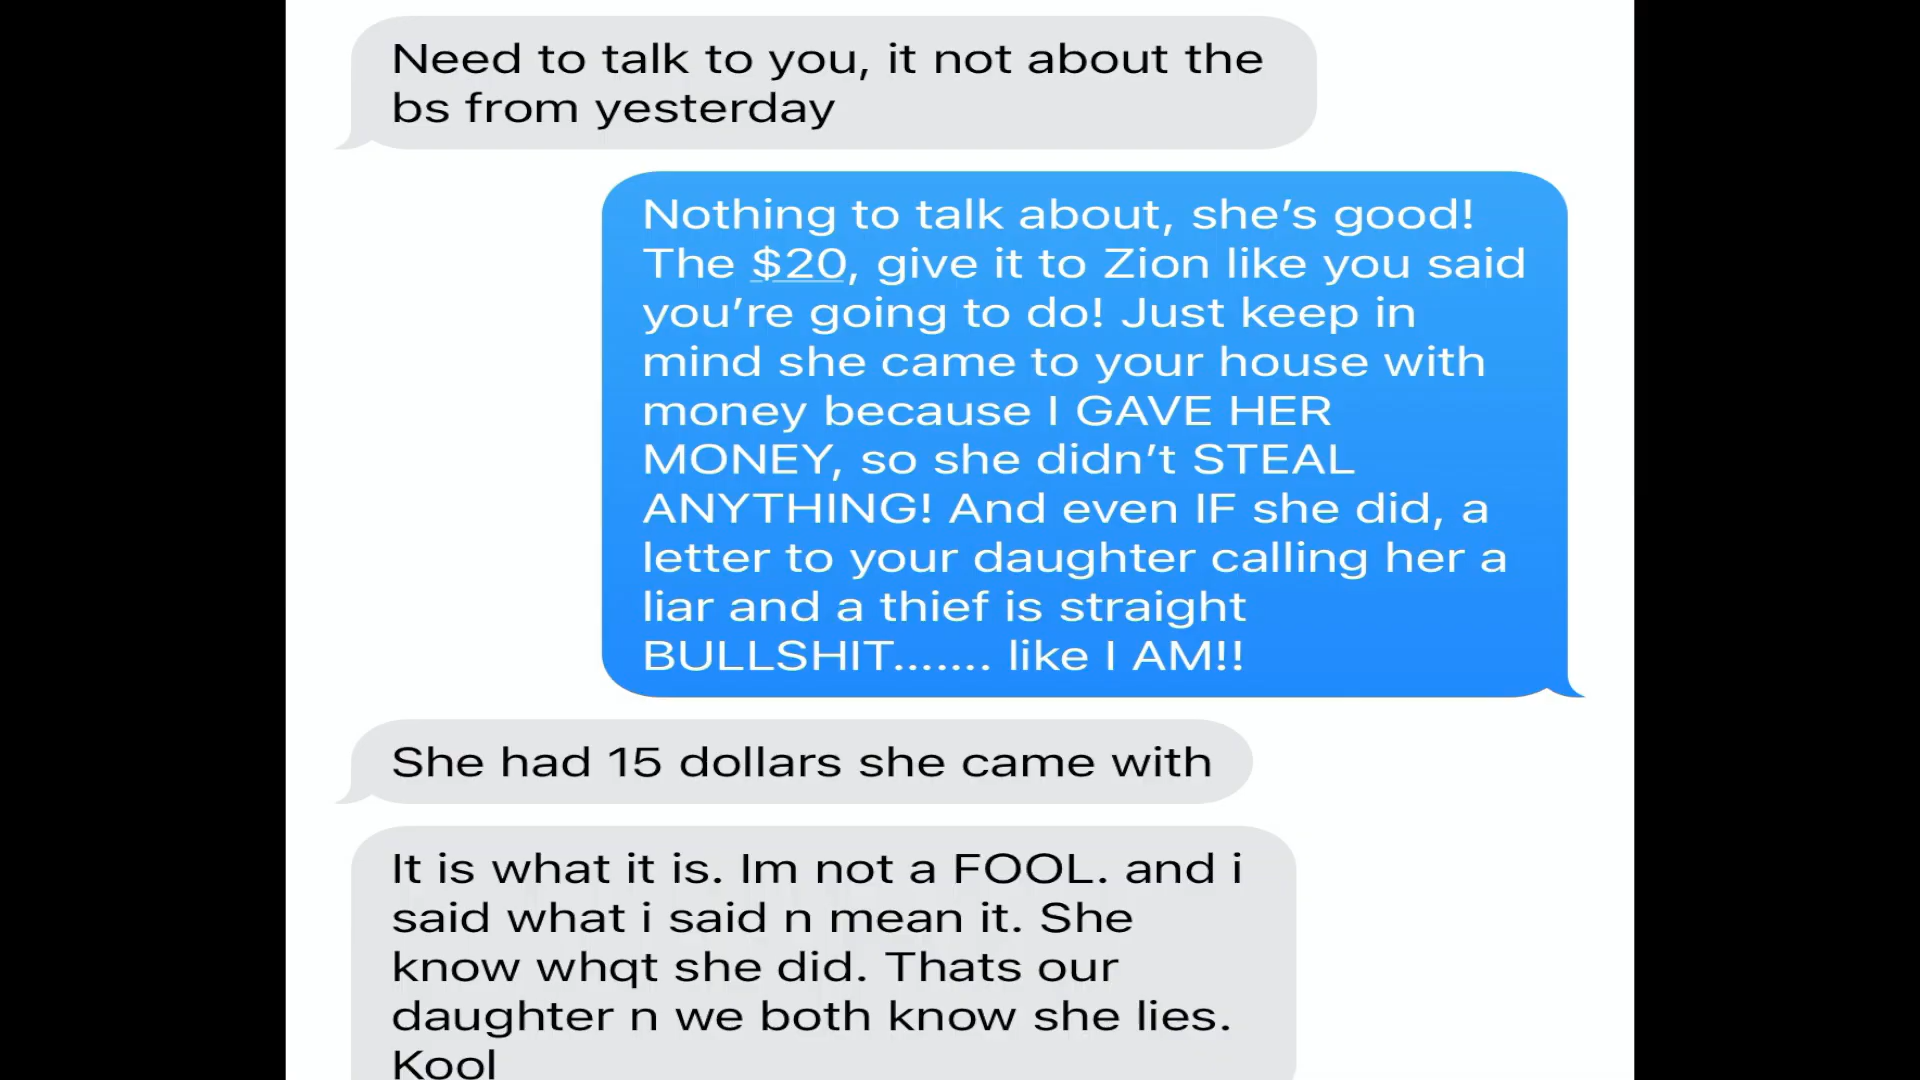 Need to talk to you, it not about the
bs from yesterday
Nothing to talk about, she’s good!
The $20, give it to Zion like you said
you’re going to do! Just keep in
mind she came to your house with
money because I GAVE HER
MONEY, so she didn’t STEAL
ANYTHING! And even IF she did, a
letter to your daughter calling her a
liar and a thief is straight
BULLSHIT....... like I AM!!
She had 15 dollars she came with
It is what it is. Im not a FOOL. and i
said what i said n mean it. She
know whqt she did. Thats our
daughter n we both know she lies.
Kool